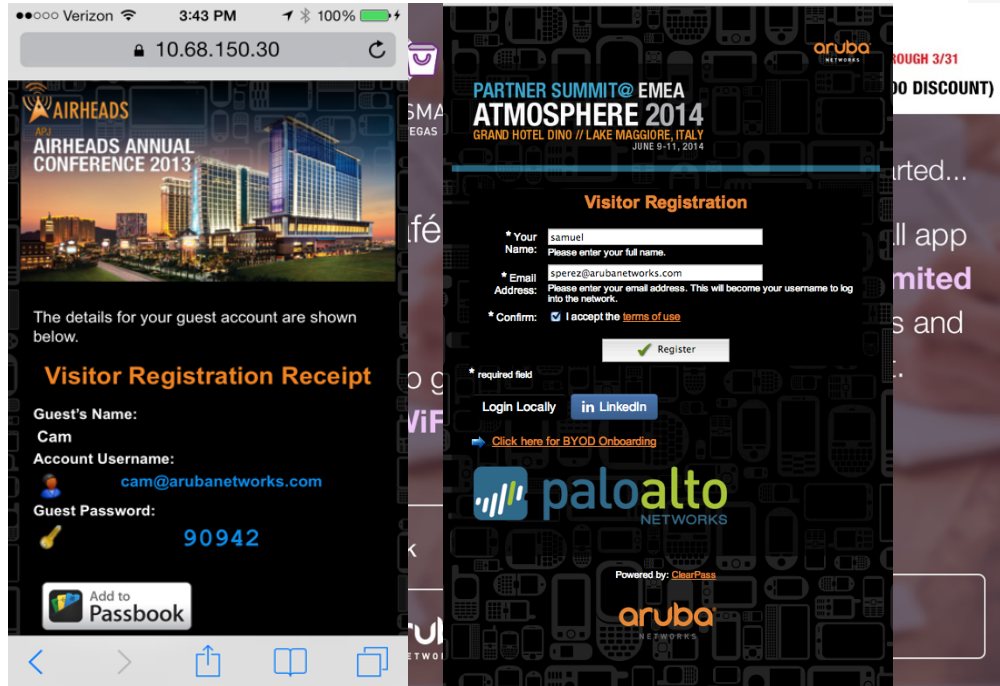 Verizon 3:43 PM 100%
10.68.150.30
AIRHEADS
APJ
AIRHEADS ANNUAL
CONFERENCE 2013
The details for your guest account are shown
below.
Visitor Registration Receipt
Guest's Name:
Cam
Account Username:
cam@arubanetworks.com
Guest Password:
90942
Add to
Passbook
SMA
EGAS
fé
o g
WiF
k
rub
ETWO
aruba
NETWORKS
PARTNER SUMMIT@ EMEA
ATMOSPHERE 2014
GRAND HOTEL DINO // LAKE MAGGIORE, ITALY
JUNE 9-11, 2014
Visitor Registration
* Your
Name:
samuel
Please enter your full name.
* Email
Address:
sperez@arubanetworks.com
Please enter your email address. This will become your username to log
into the network.
* Confirm:
I accept the terms of use
Register
* required field
Login Locally
in LinkedIn
Click here for BYOD Onboarding
paloalto
NETWORKS
Powered by: ClearPass
aruba
NETWORKS
ROUGH 3/31
00 DISCOUNT)
rted...
ll app
mited
s and